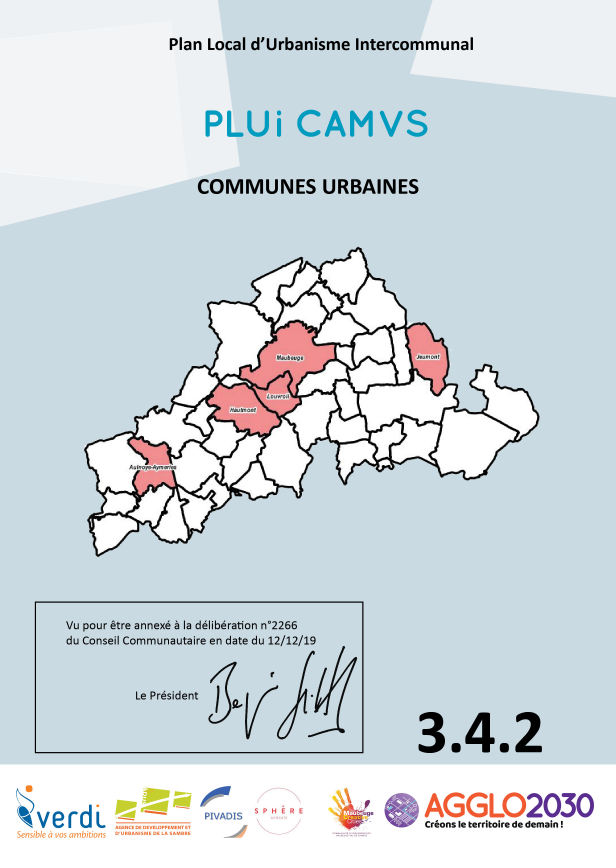 Plan Local d'Urbanisme Intercommunal
PLUi CAMVS
COMMUNES URBAINES
Maubeuge
Jeumont
Louvroil
Hautmont
Aulnoye-Aymeries
Vu pour être annexé à la délibération n°2266
du Conseil Communautaire en date du 12/12/19
Le Président
3.4.2
verdi
Sensible à vos ambitions
AGENCE DE DEVELOPPEMENT ET
D'URBANISME DE LA SAMBRE
PIVADIS
SPHÈRE
Maubeuge
AGGLO2030
Créons le territoire de demain !